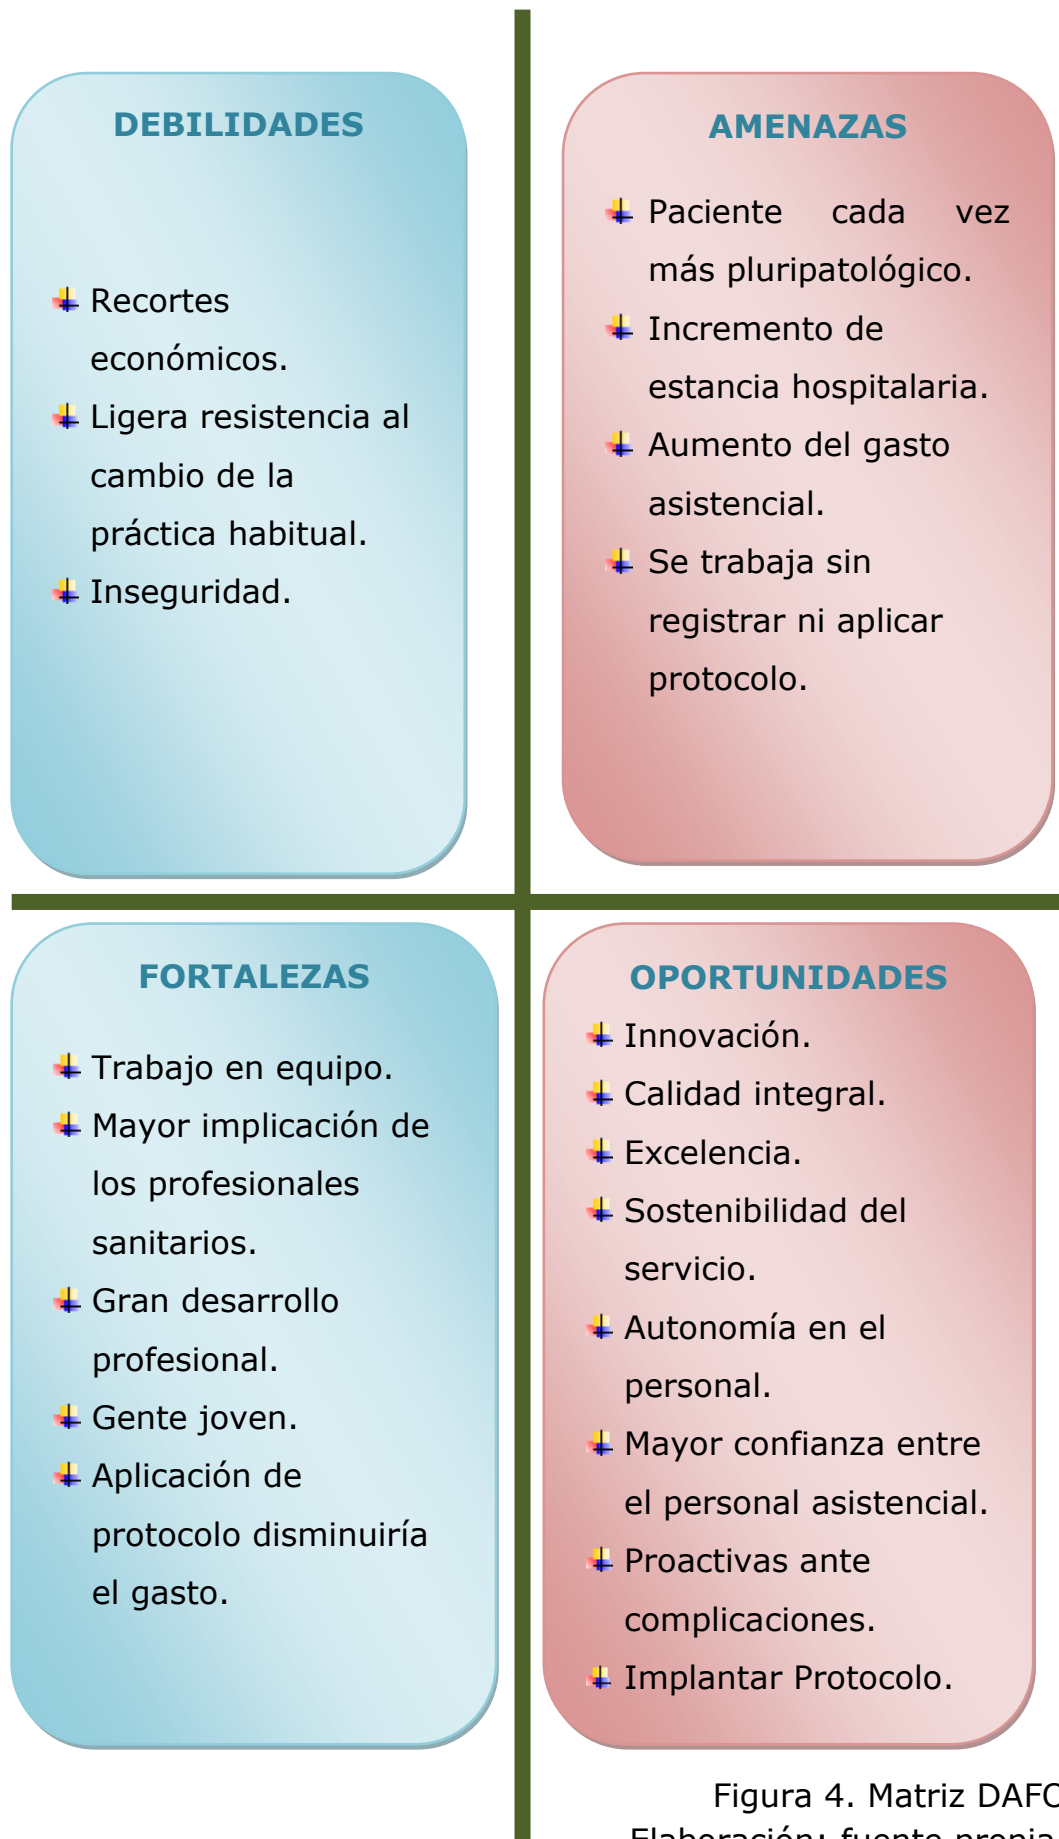 DEBILIDADES
Recortes
económicos.
Ligera resistencia al
cambio de la
práctica habitual.
Inseguridad.
AMENAZAS
Paciente cada vez
más pluripatológico.
Incremento de
estancia hospitalaria.
Aumento del gasto
asistencial.
Se trabaja sin
registrar ni aplicar
protocolo.
FORTALEZAS
Trabajo en equipo.
Mayor implicación de
los profesionales
sanitarios.
Gran desarrollo
profesional.
Gente joven.
Aplicación de
protocolo disminuiría
el gasto.
OPORTUNIDADES
Innovación.
Calidad integral.
Excelencia.
Sostenibilidad del
servicio.
Autonomía en el
personal.
Mayor confianza entre
el personal asistencial.
Proactivas ante
complicaciones.
Implantar Protocolo.
Figura 4. Matriz DAFO
Elaboración: fuente propia